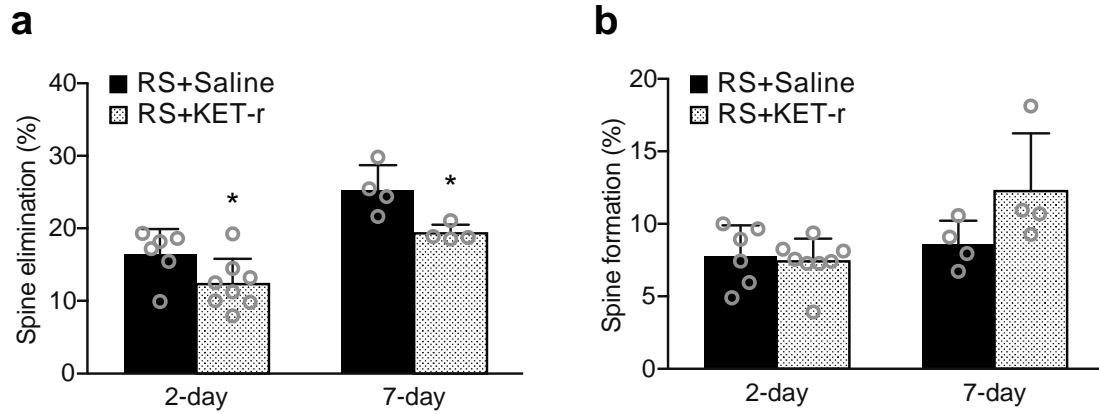 a
Spine elimination (%)
40
30
20
10
0
RS+Saline
RS+KET-r
*
*
2-day
7-day
b
Spine formation (%)
20
15
10
5
0
RS+Saline
RS+KET-r
2-day
7-day